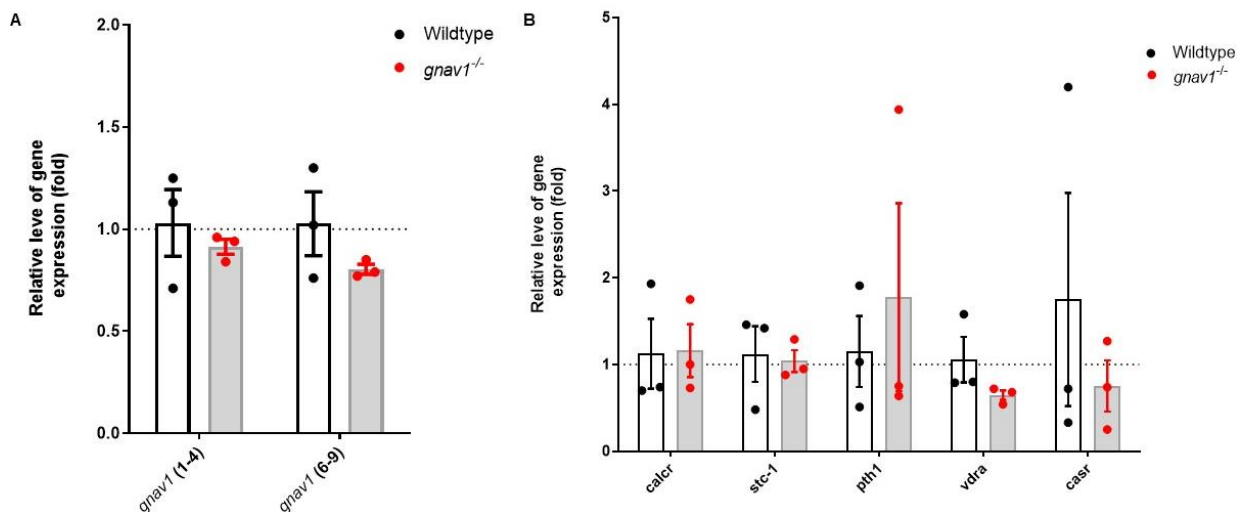 A
Relative leve of gene
expression (fold)
2.0
1.5
1.0
0.5
0.0
Wildtype
gnav1-/-
gnav1 (1-4)
gnav1 (6-9)
B
Relative level of gene
expression (fold)
5
4
3
2
1
0
Wildtype
gnav1-/-
calcr
stc-1
pth1
vdra
casr